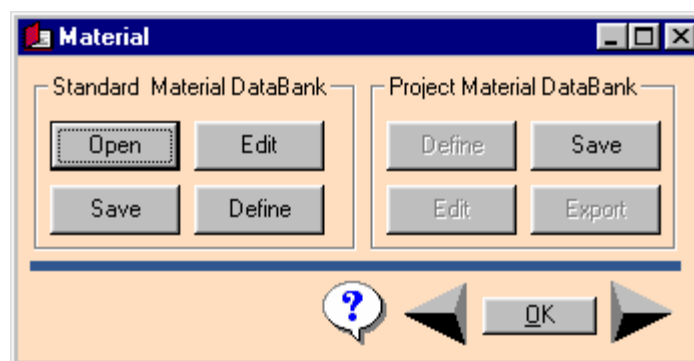 Material
Standard Material DataBank
Open Edit
Save Define
Project Material DataBank
Define Save
Edit Export
?
OK